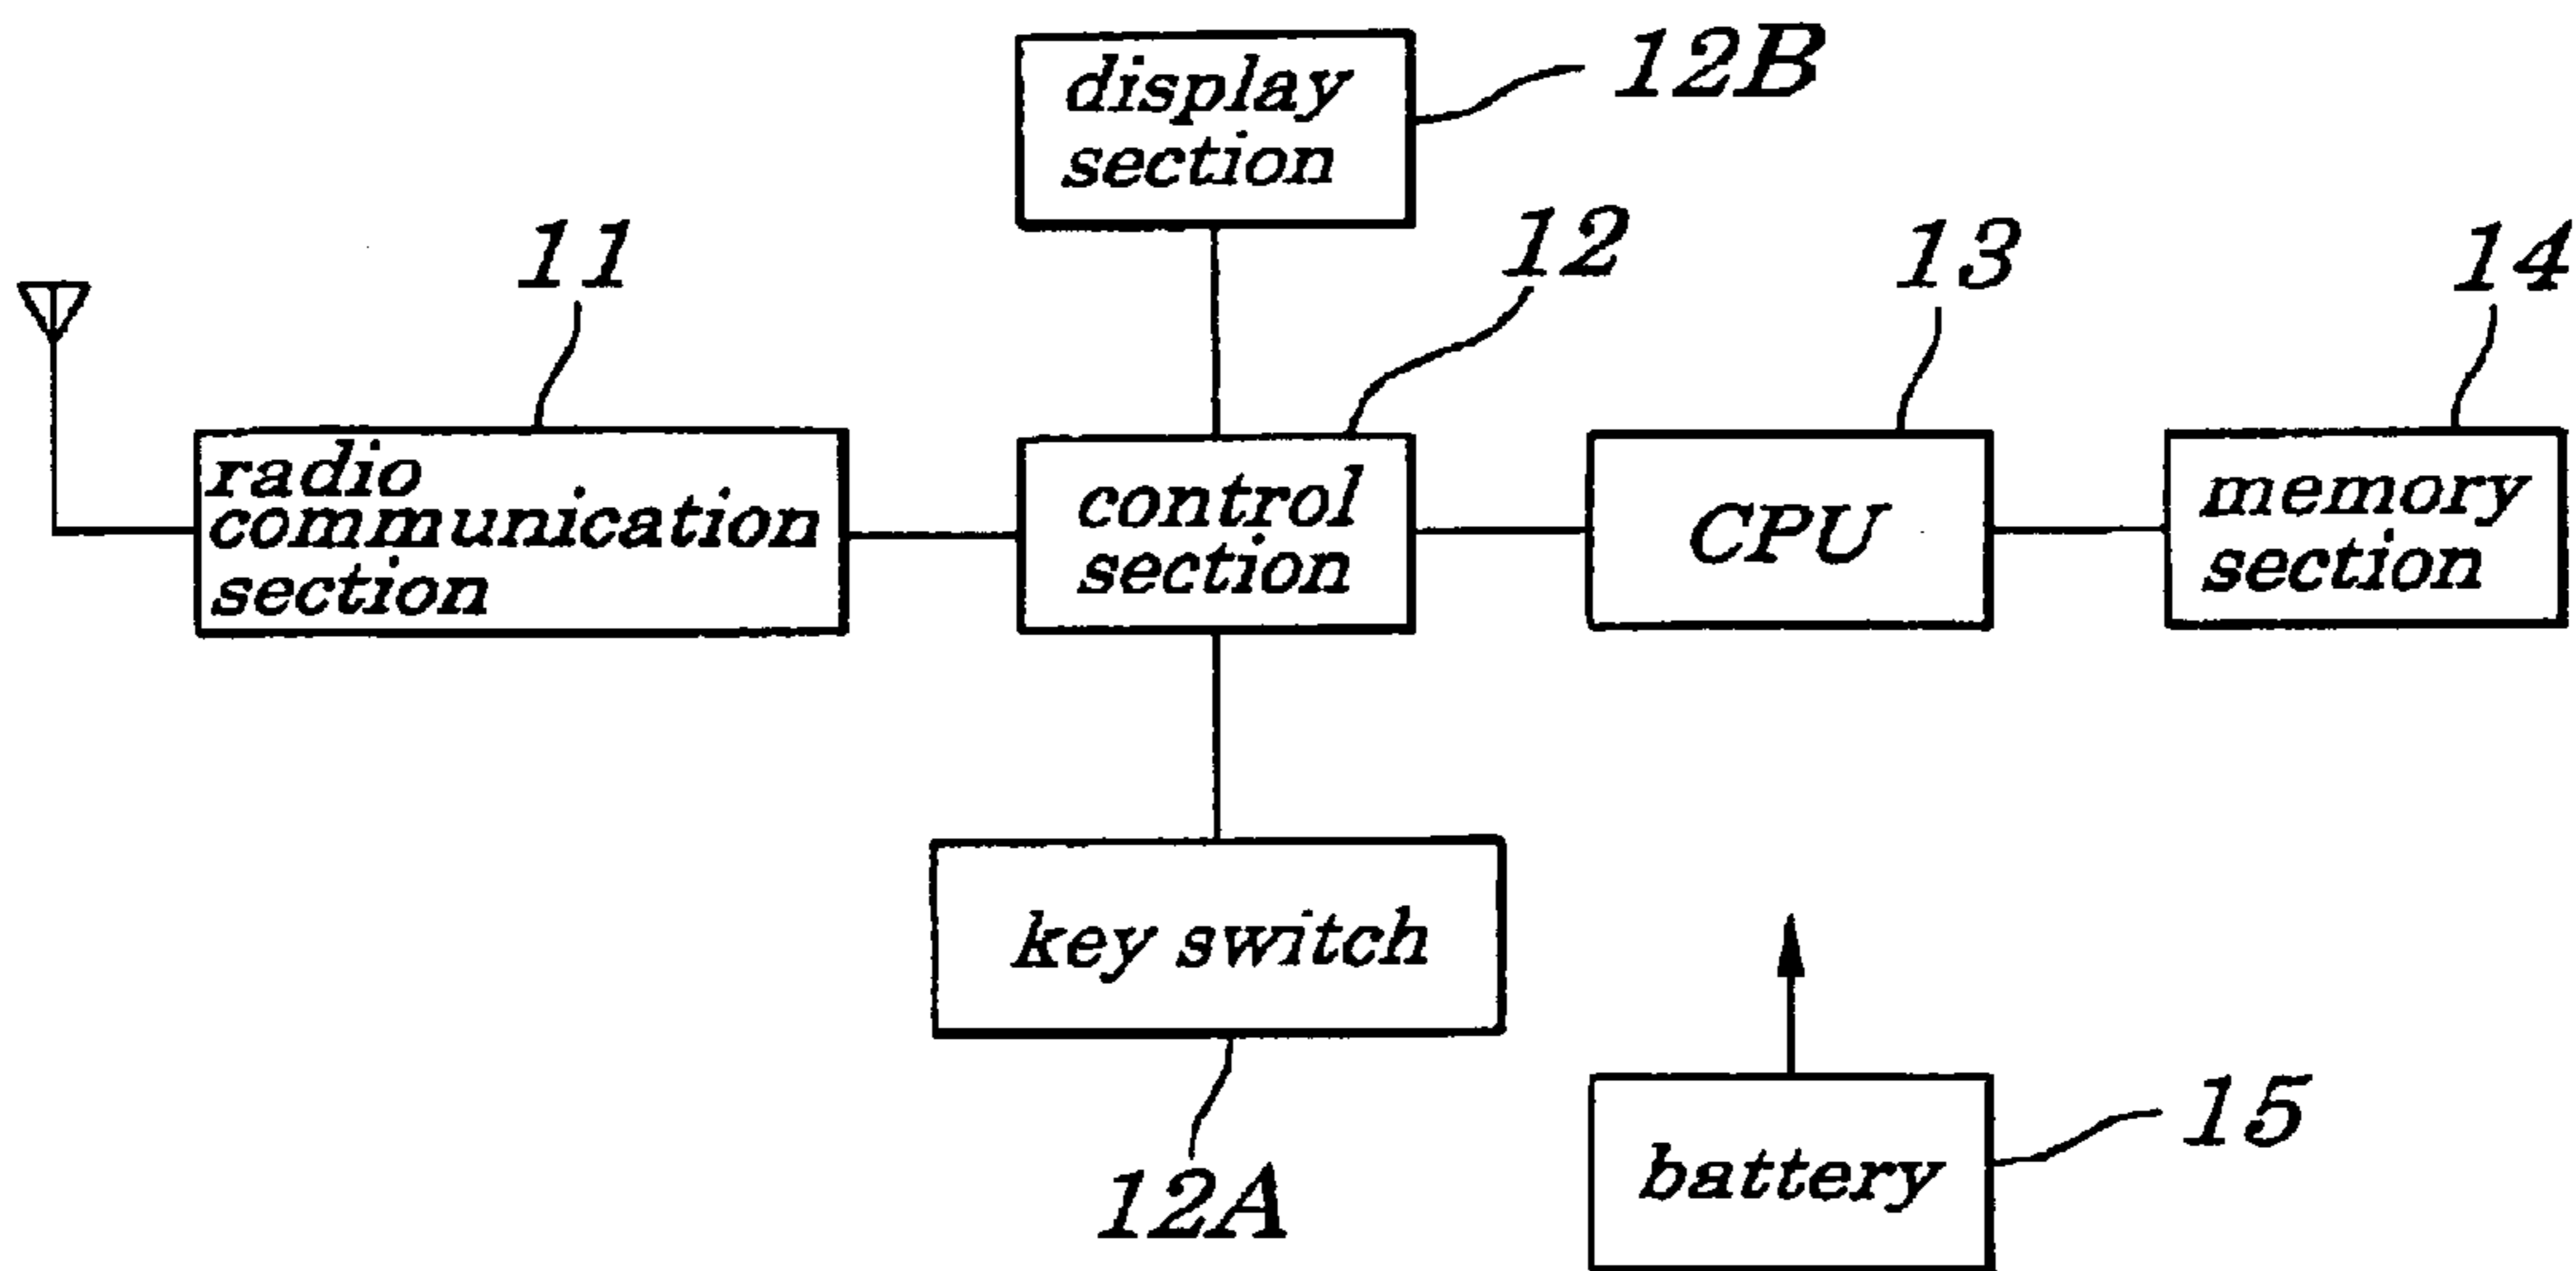 display
section
12B
11
12
13
14
radio
communication
section
control
section
CPU
memory
section
key switch
12A
battery
15